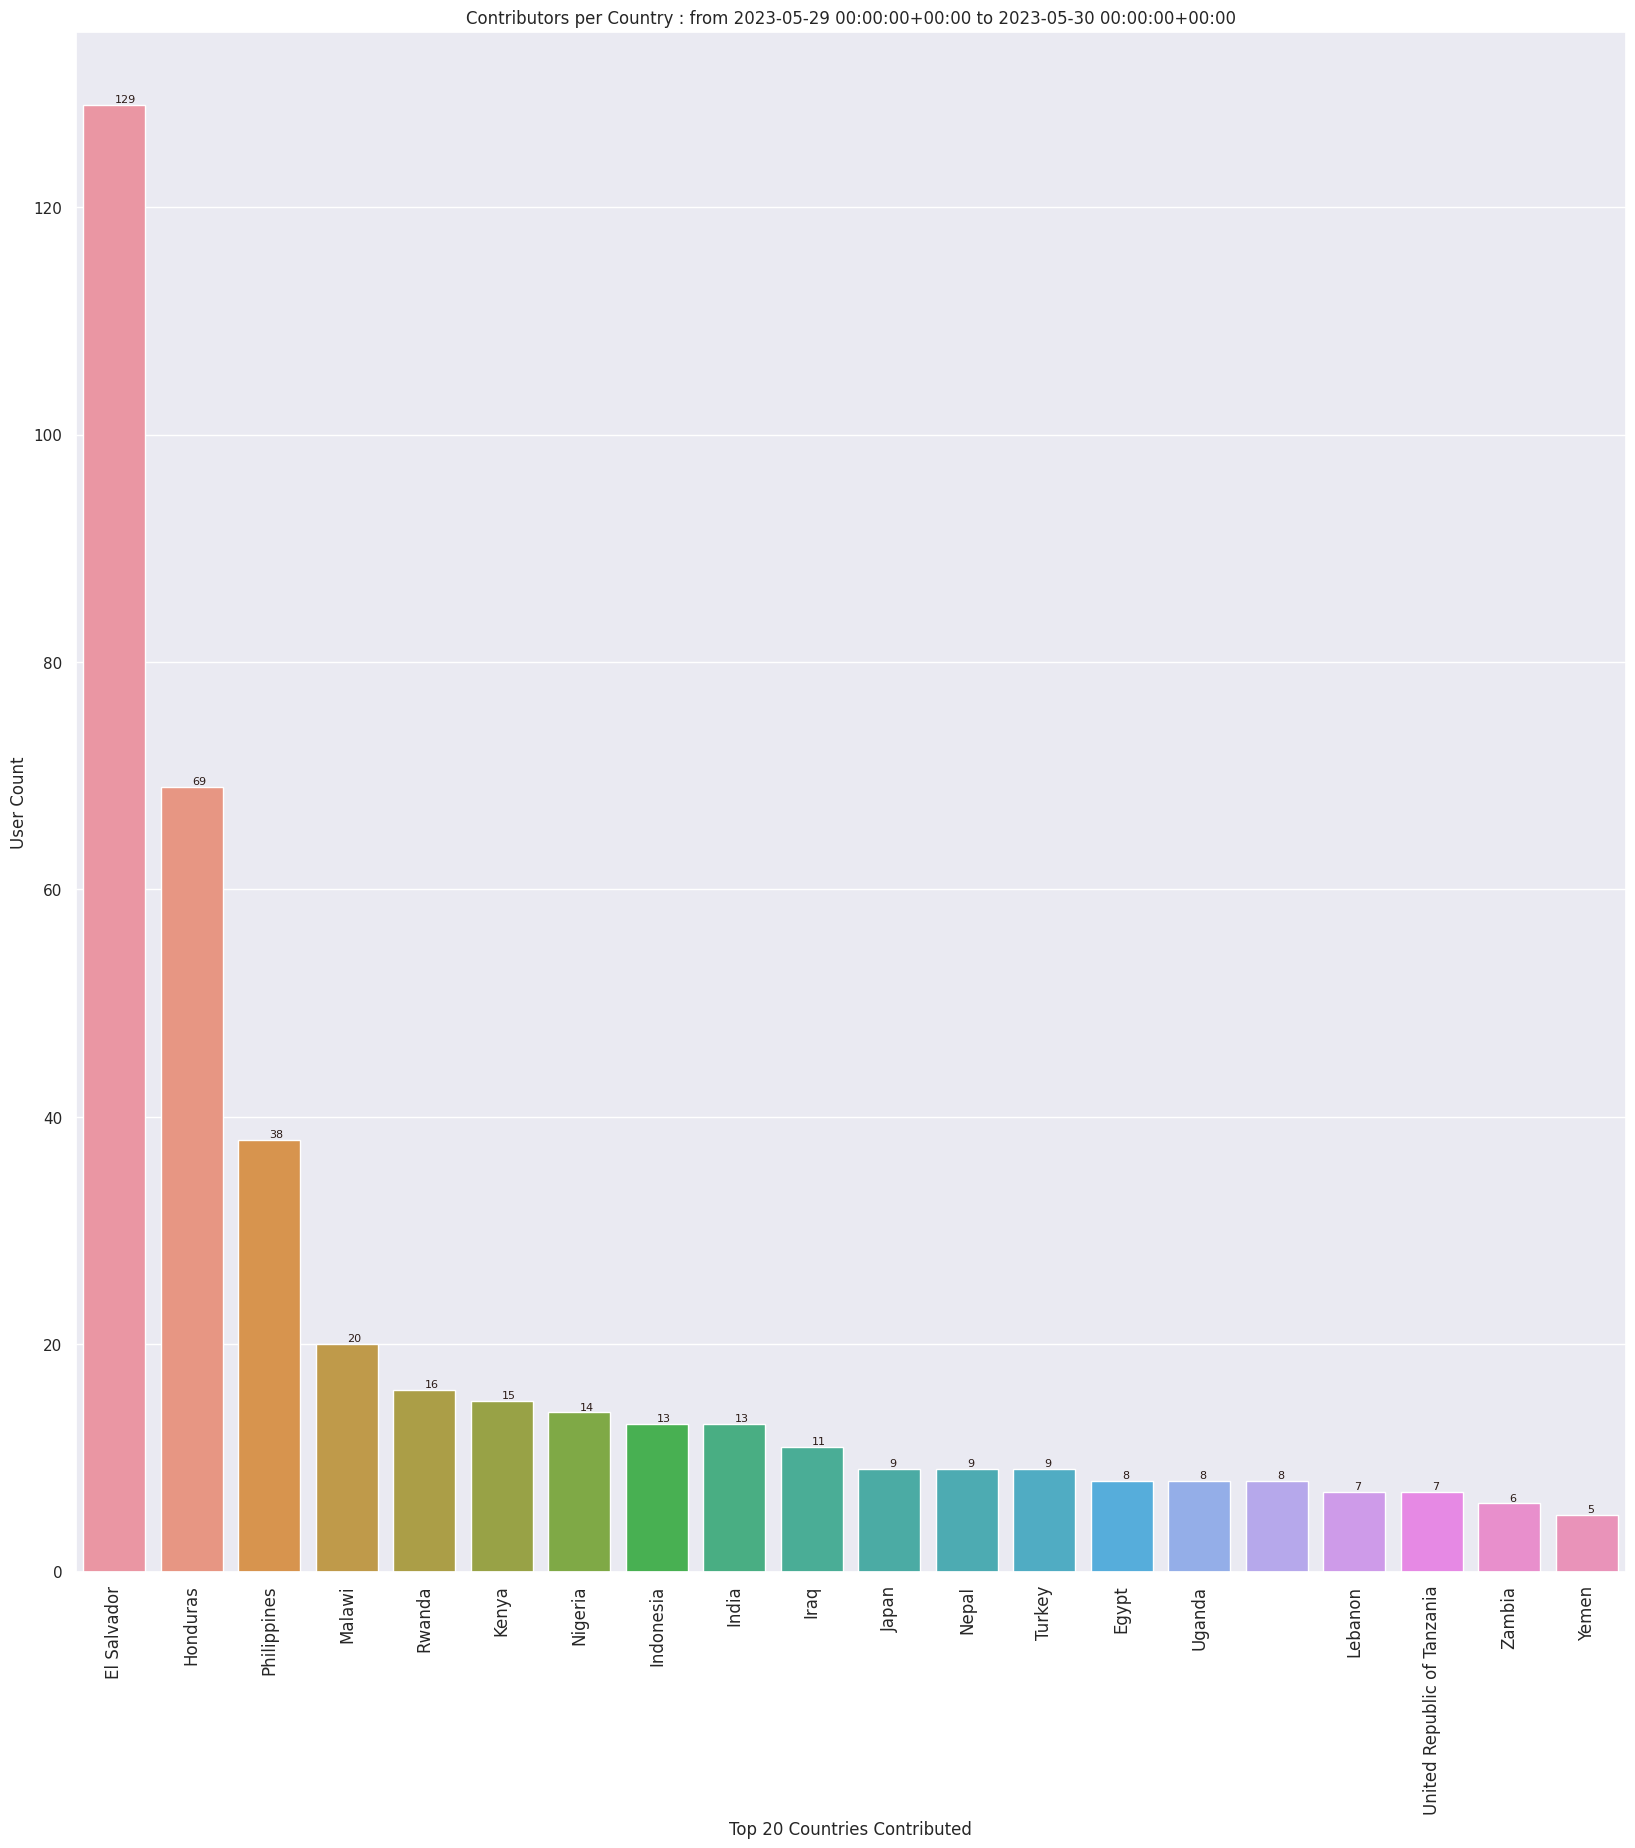 Contributors per Country : from 2023-05-29 00:00:00+00:00 to 2023-05-30 00:00:00+00:00
User Count
120
100
80
60
40
20
0
129
69
38
20
16
15
14
13
13
11
9
9
9
8
8
8
7
7
6
5
El Salvador
Honduras
Philippines
Malawi
Rwanda
Kenya
Nigeria
Indonesia
India
Iraq
Japan
Nepal
Turkey
Egypt
Uganda
Lebanon
United Republic of Tanzania
Zambia
Yemen
Top 20 Countries Contributed